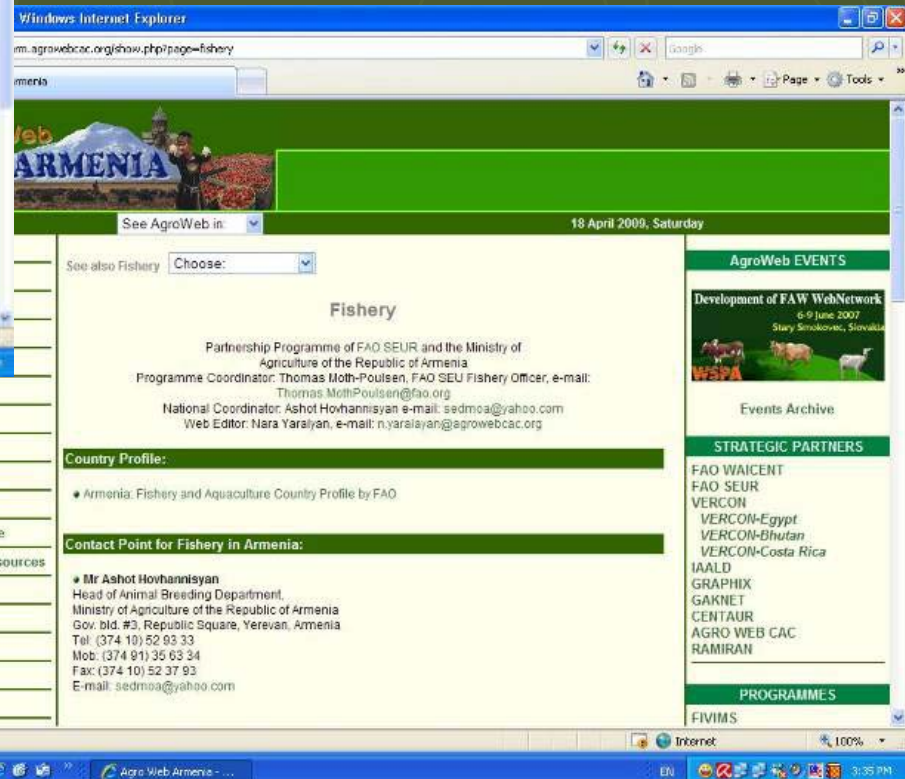 Windows Internet Explorer
rm.agrowebcac.org/show.php?page=fishery
Google
rmenia
Page
Tools
Web
ARMENIA
See AgroWeb in:
18 April 2009, Saturday
See also Fishery
Choose:
Fishery
Partnership Programme of FAO SEUR and the Ministry of
Agriculture of the Republic of Armenia
Programme Coordinator: Thomas Moth-Poulsen, FAO SEU Fishery Officer, e-mail:
Thomas.MothPoulsen@fao.org
National Coordinator: Ashot Hovhannisyan e-mail: sedmoa@yahoo.com
Web Editor: Nara Yaralyan, e-mail: n.yaralayan@agrowebcac.org
Country Profile:
Armenia: Fishery and Aquaculture Country Profile by FAO
Contact Point for Fishery in Armenia:
Mr Ashot Hovhannisyan
Head of Animal Breeding Department,
Ministry of Agriculture of the Republic of Armenia
Gov. bld. #3, Republic Square, Yerevan, Armenia
Tel: (374 10) 52 93 33
Mob: (374 91) 35 63 34
Fax: (374 10) 52 37 93
E-mail: sedmoa@yahoo.com
e
sources
AgroWeb EVENTS
Development of FAW WebNetwork
6-9 June 2007
Stary Smokovec, Slovakia
WSPA
Events Archive
STRATEGIC PARTNERS
FAO WAICENT
FAO SEUR
VERCON
VERCON-Egypt
VERCON-Bhutan
VERCON-Costa Rica
IAALD
GRAPHIX
GAKNET
CENTAUR
AGRO WEB CAC
RAMIRAN
PROGRAMMES
FIVIMS
Internet
100%
Agro Web Armenia - ...
EN
3:35 PM